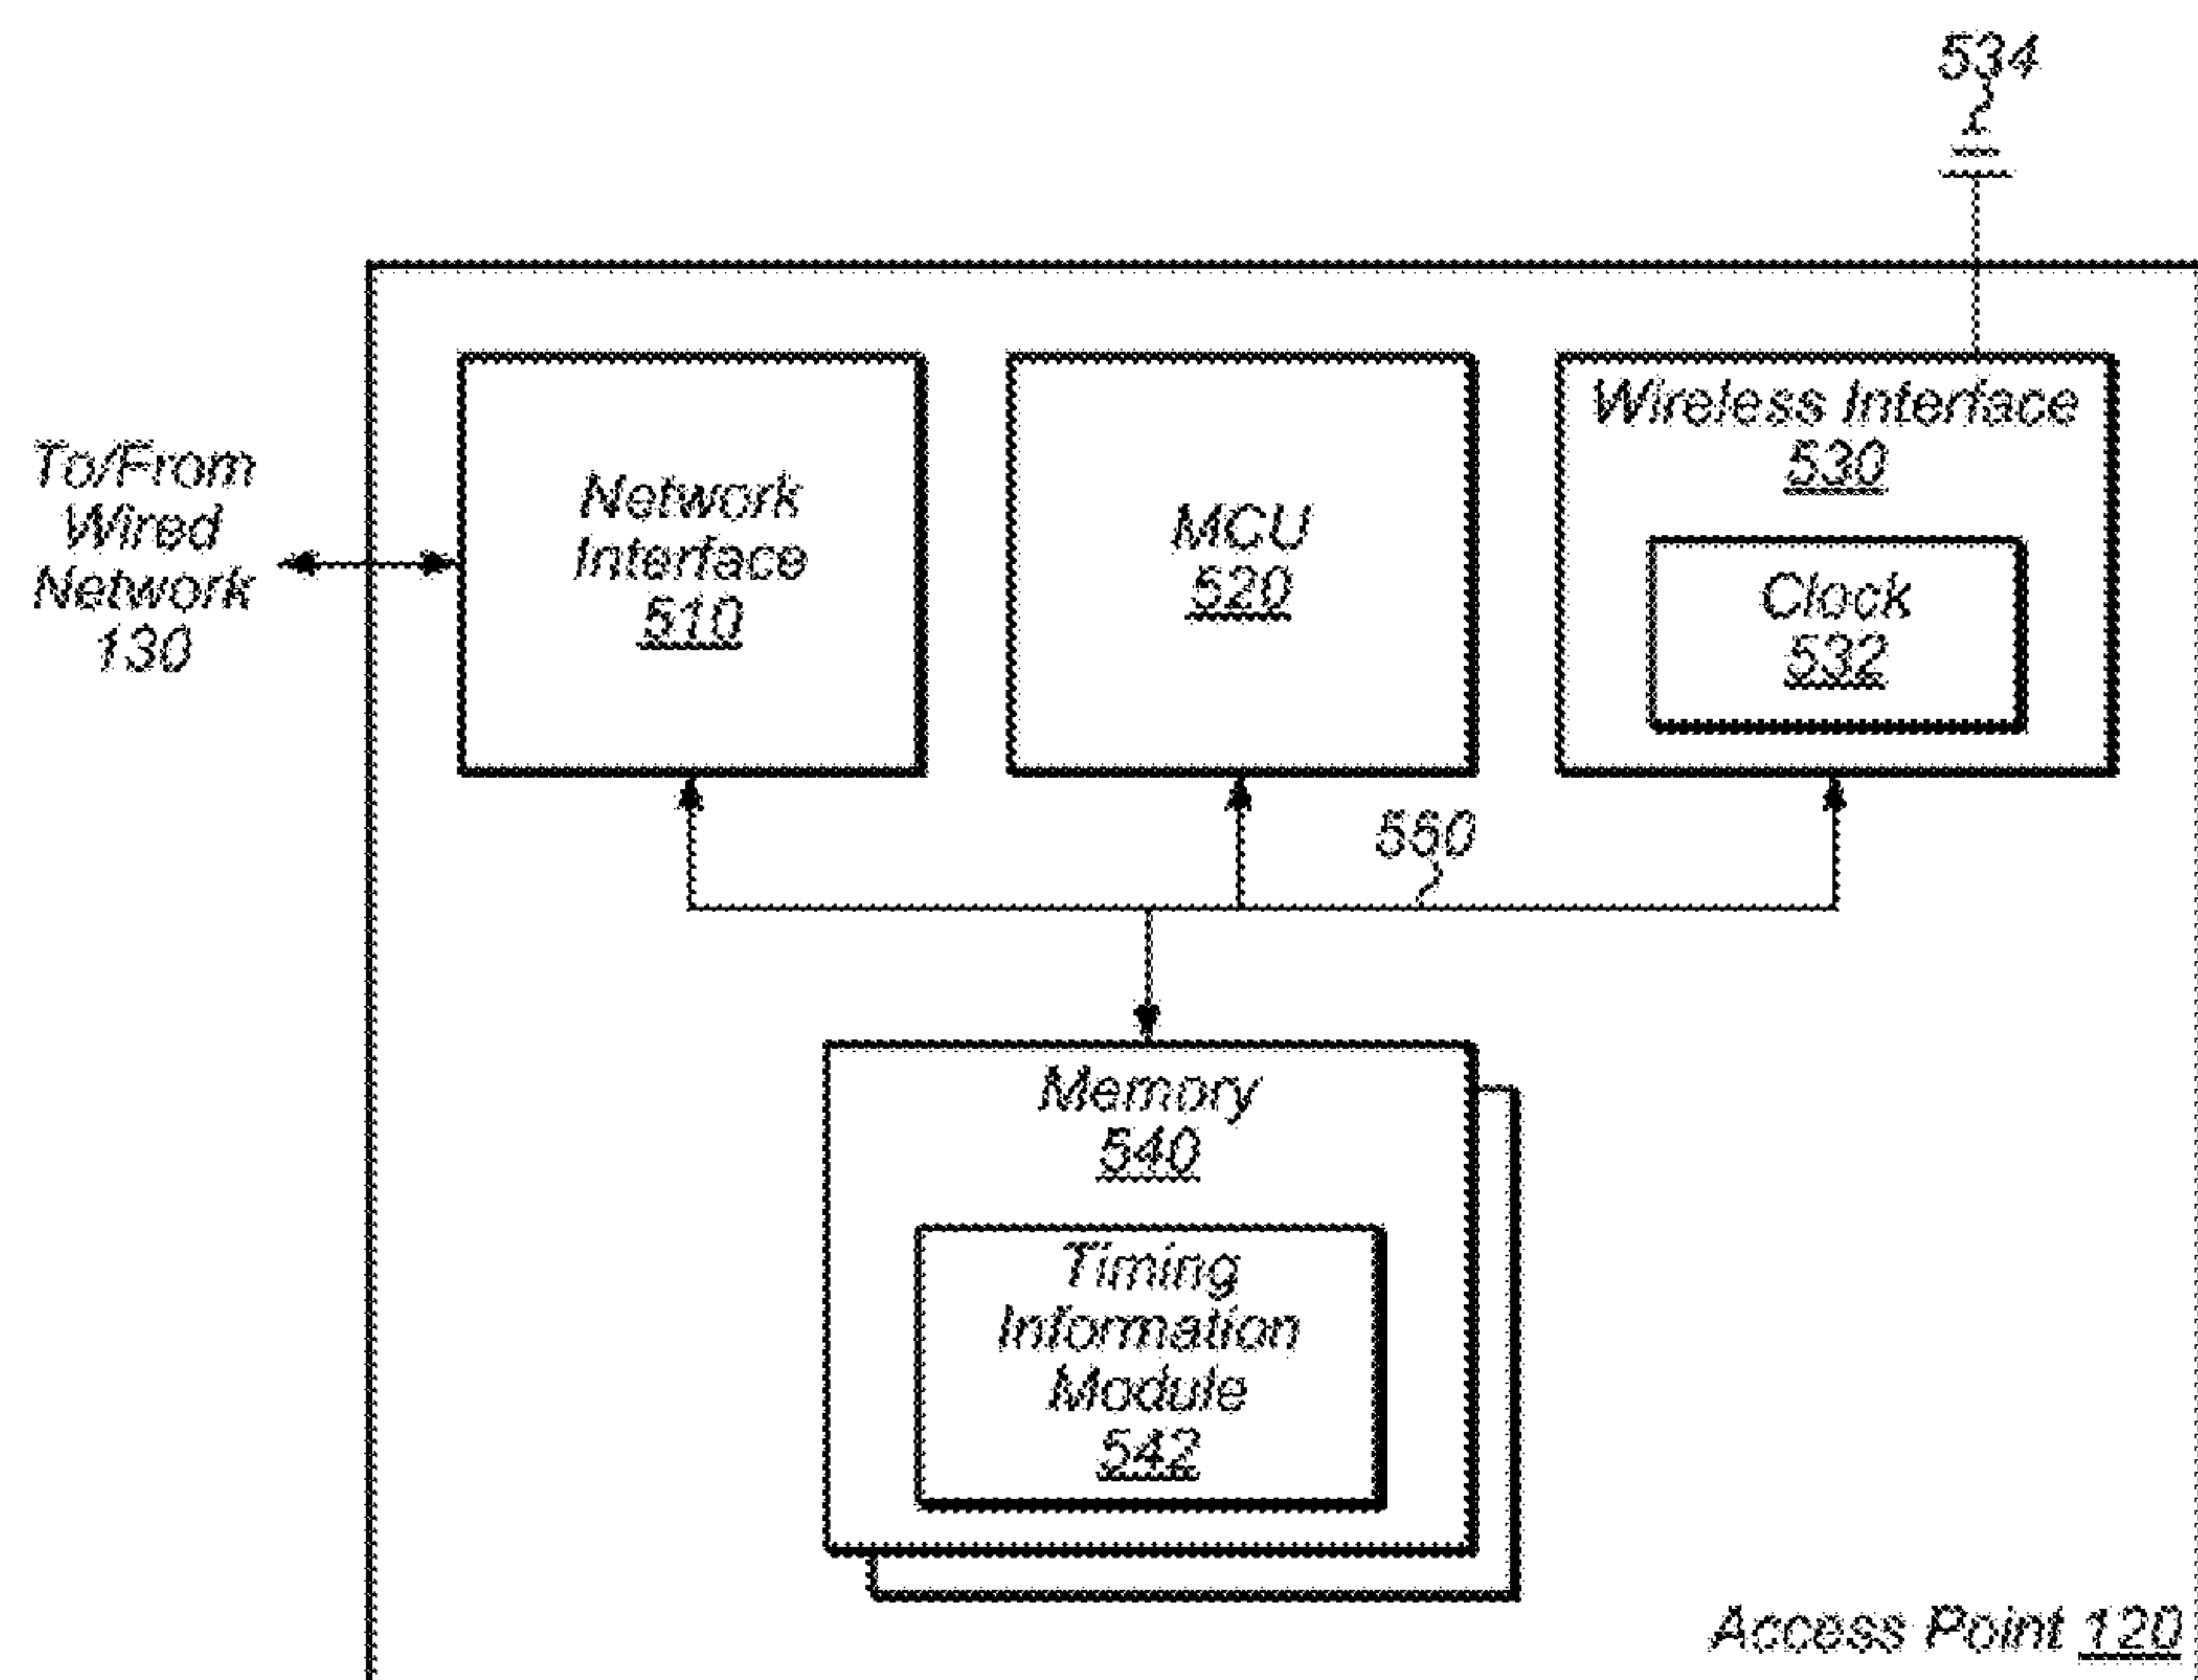 534
To/From
Wired
Network
130
Network
Interface
510
MCU
520
Wireless Interface
530
Clock
532
550
Memory
540
Timing
Information
Module
542
Access Point 120